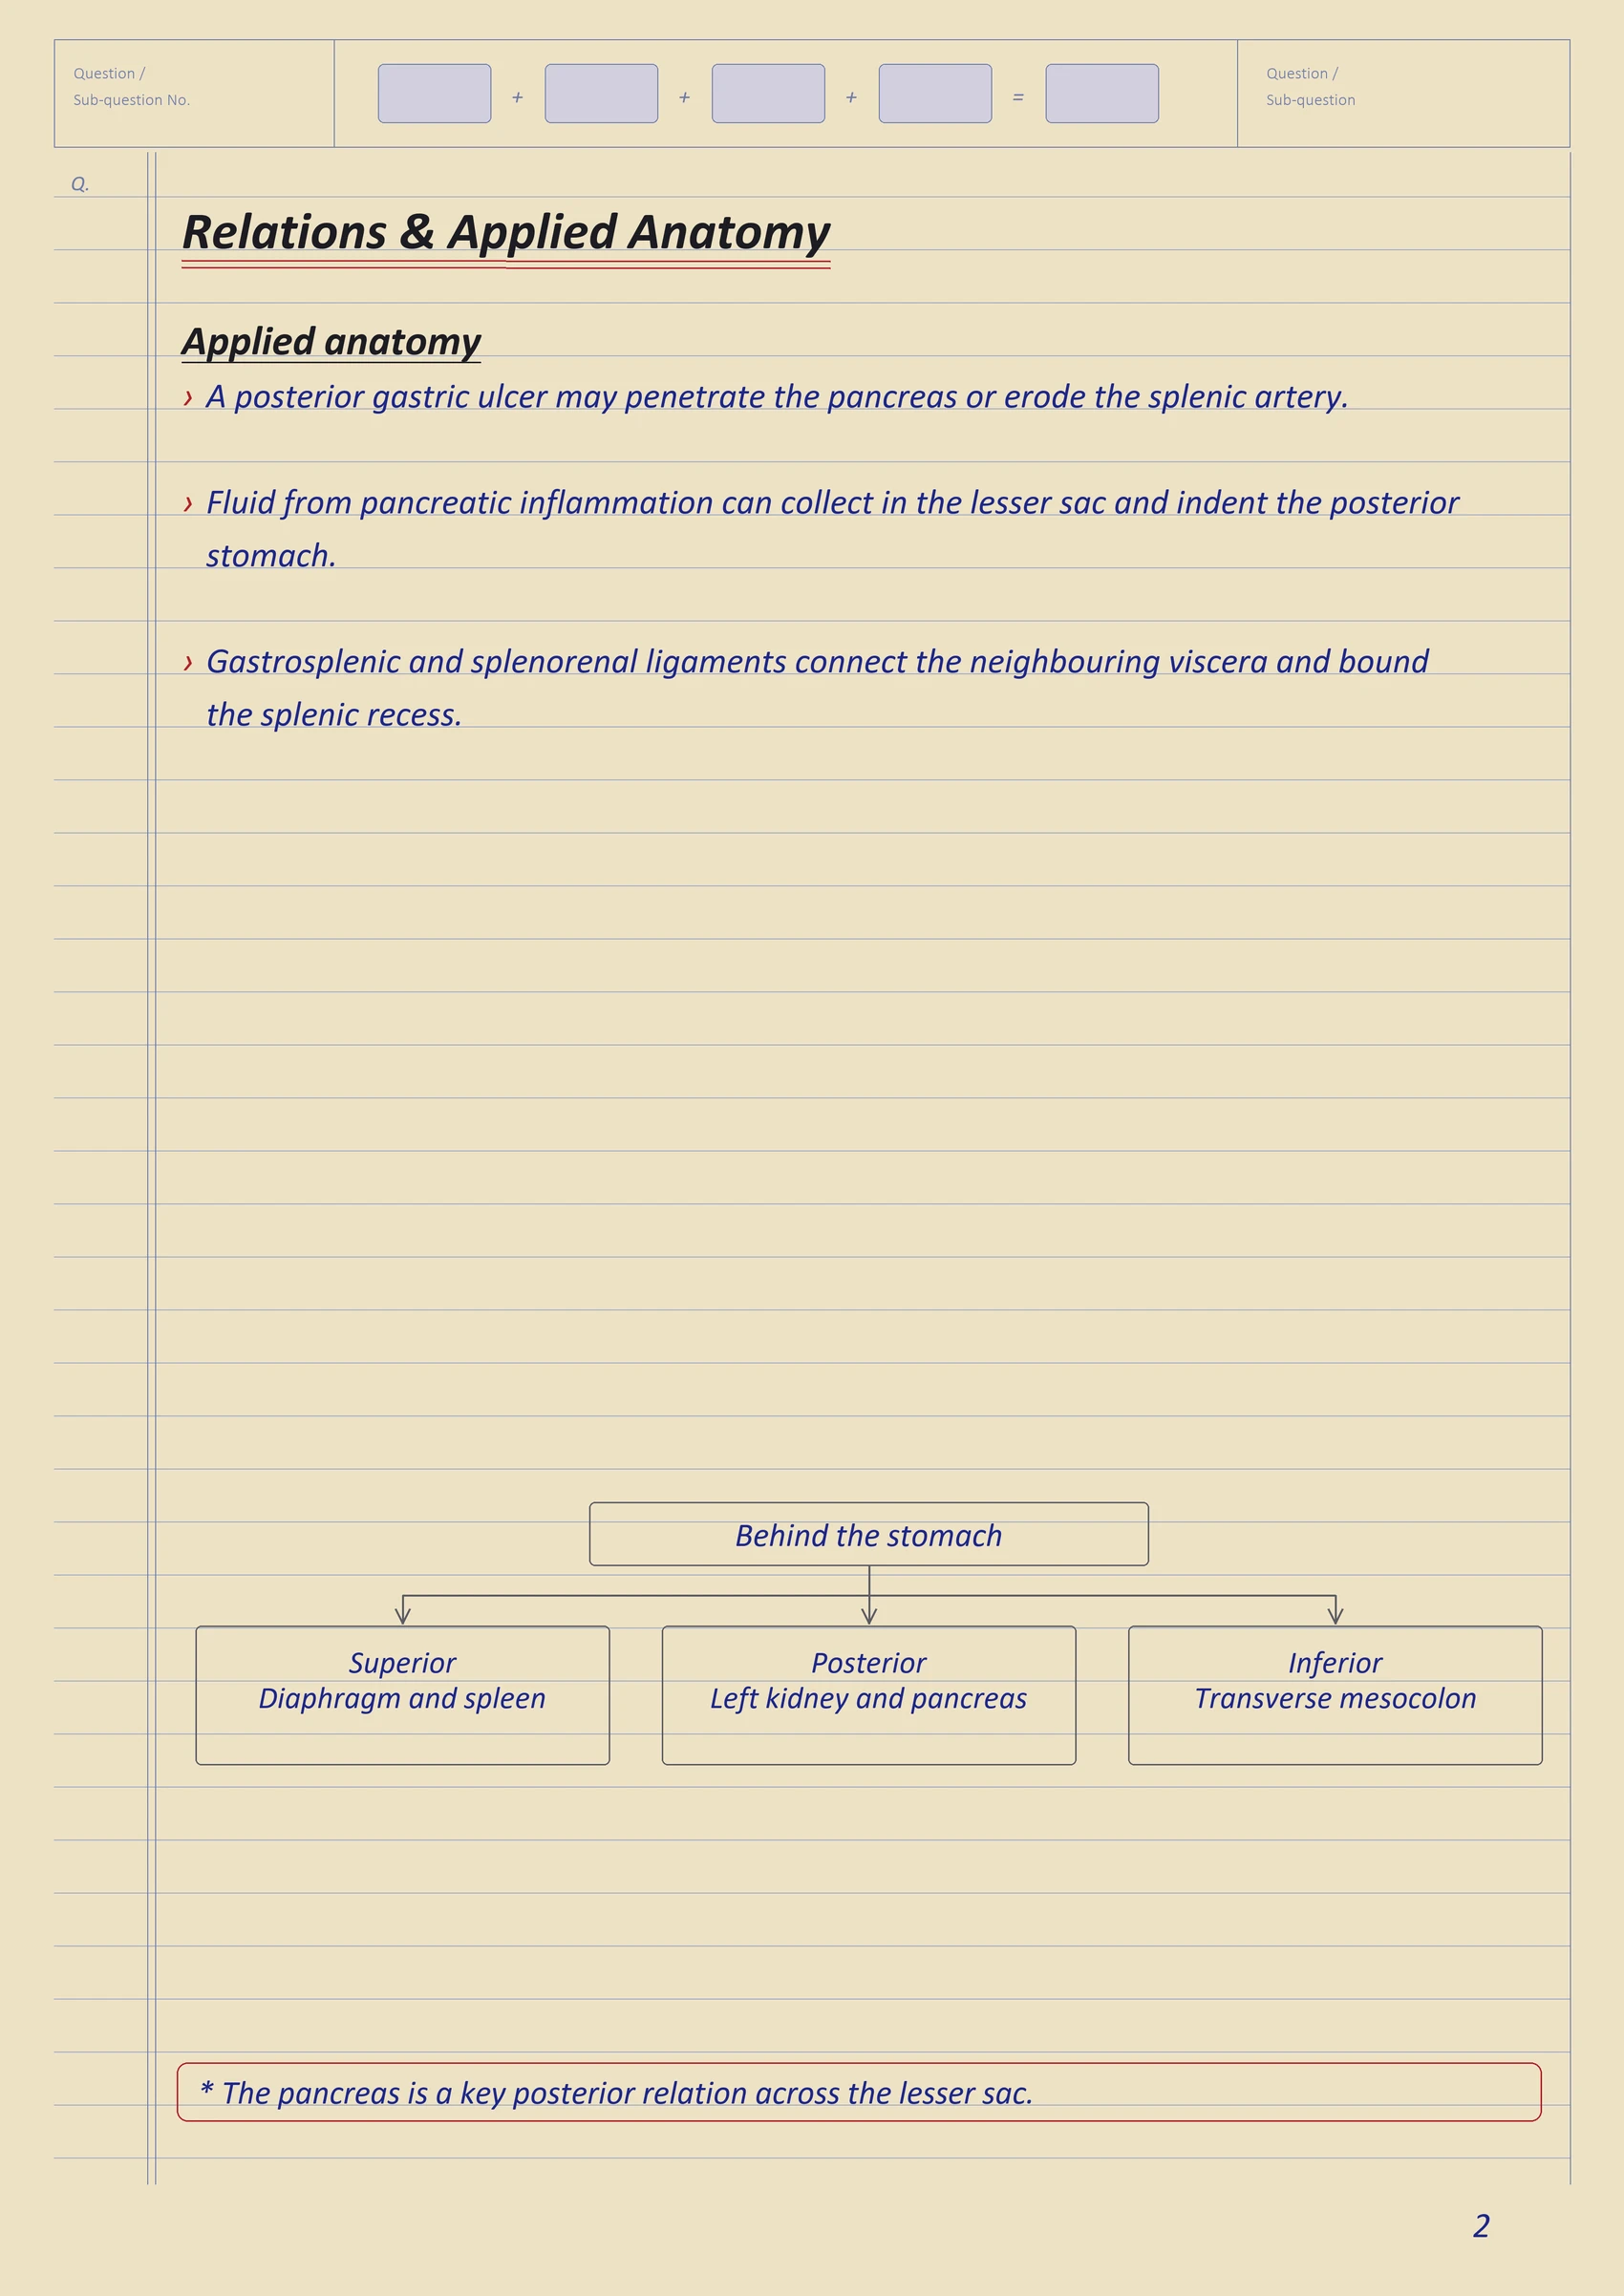 Question /
Sub-question No.
+ + + =
Question /
Sub-question
Q.
Relations & Applied Anatomy
Applied anatomy
› A posterior gastric ulcer may penetrate the pancreas or erode the splenic artery.
› Fluid from pancreatic inflammation can collect in the lesser sac and indent the posterior
stomach.
› Gastrosplenic and splenorenal ligaments connect the neighbouring viscera and bound
the splenic recess.
Behind the stomach
Superior
Diaphragm and spleen
Posterior
Left kidney and pancreas
Inferior
Transverse mesocolon
* The pancreas is a key posterior relation across the lesser sac.
2